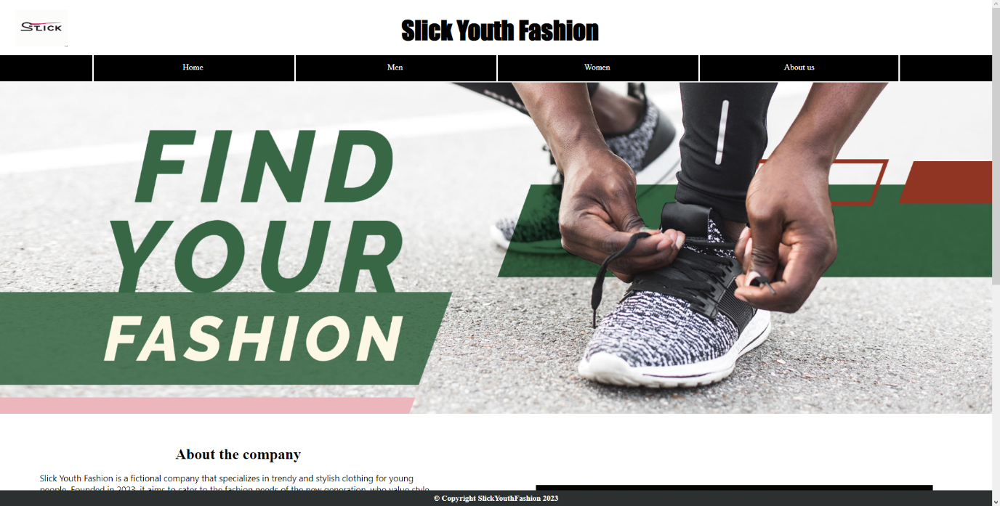 SLICK
Slick Youth Fashion
Home
Men
Women
About us
FIND
YOUR
FASHION
About the company
Slick Youth Fashion is a fictional company that specializes in trendy and stylish clothing for young
people. Founded in 2023, it aims to cater to the fashion needs of the new generation, who value style
© Copyright SlickYouthFashion 2023